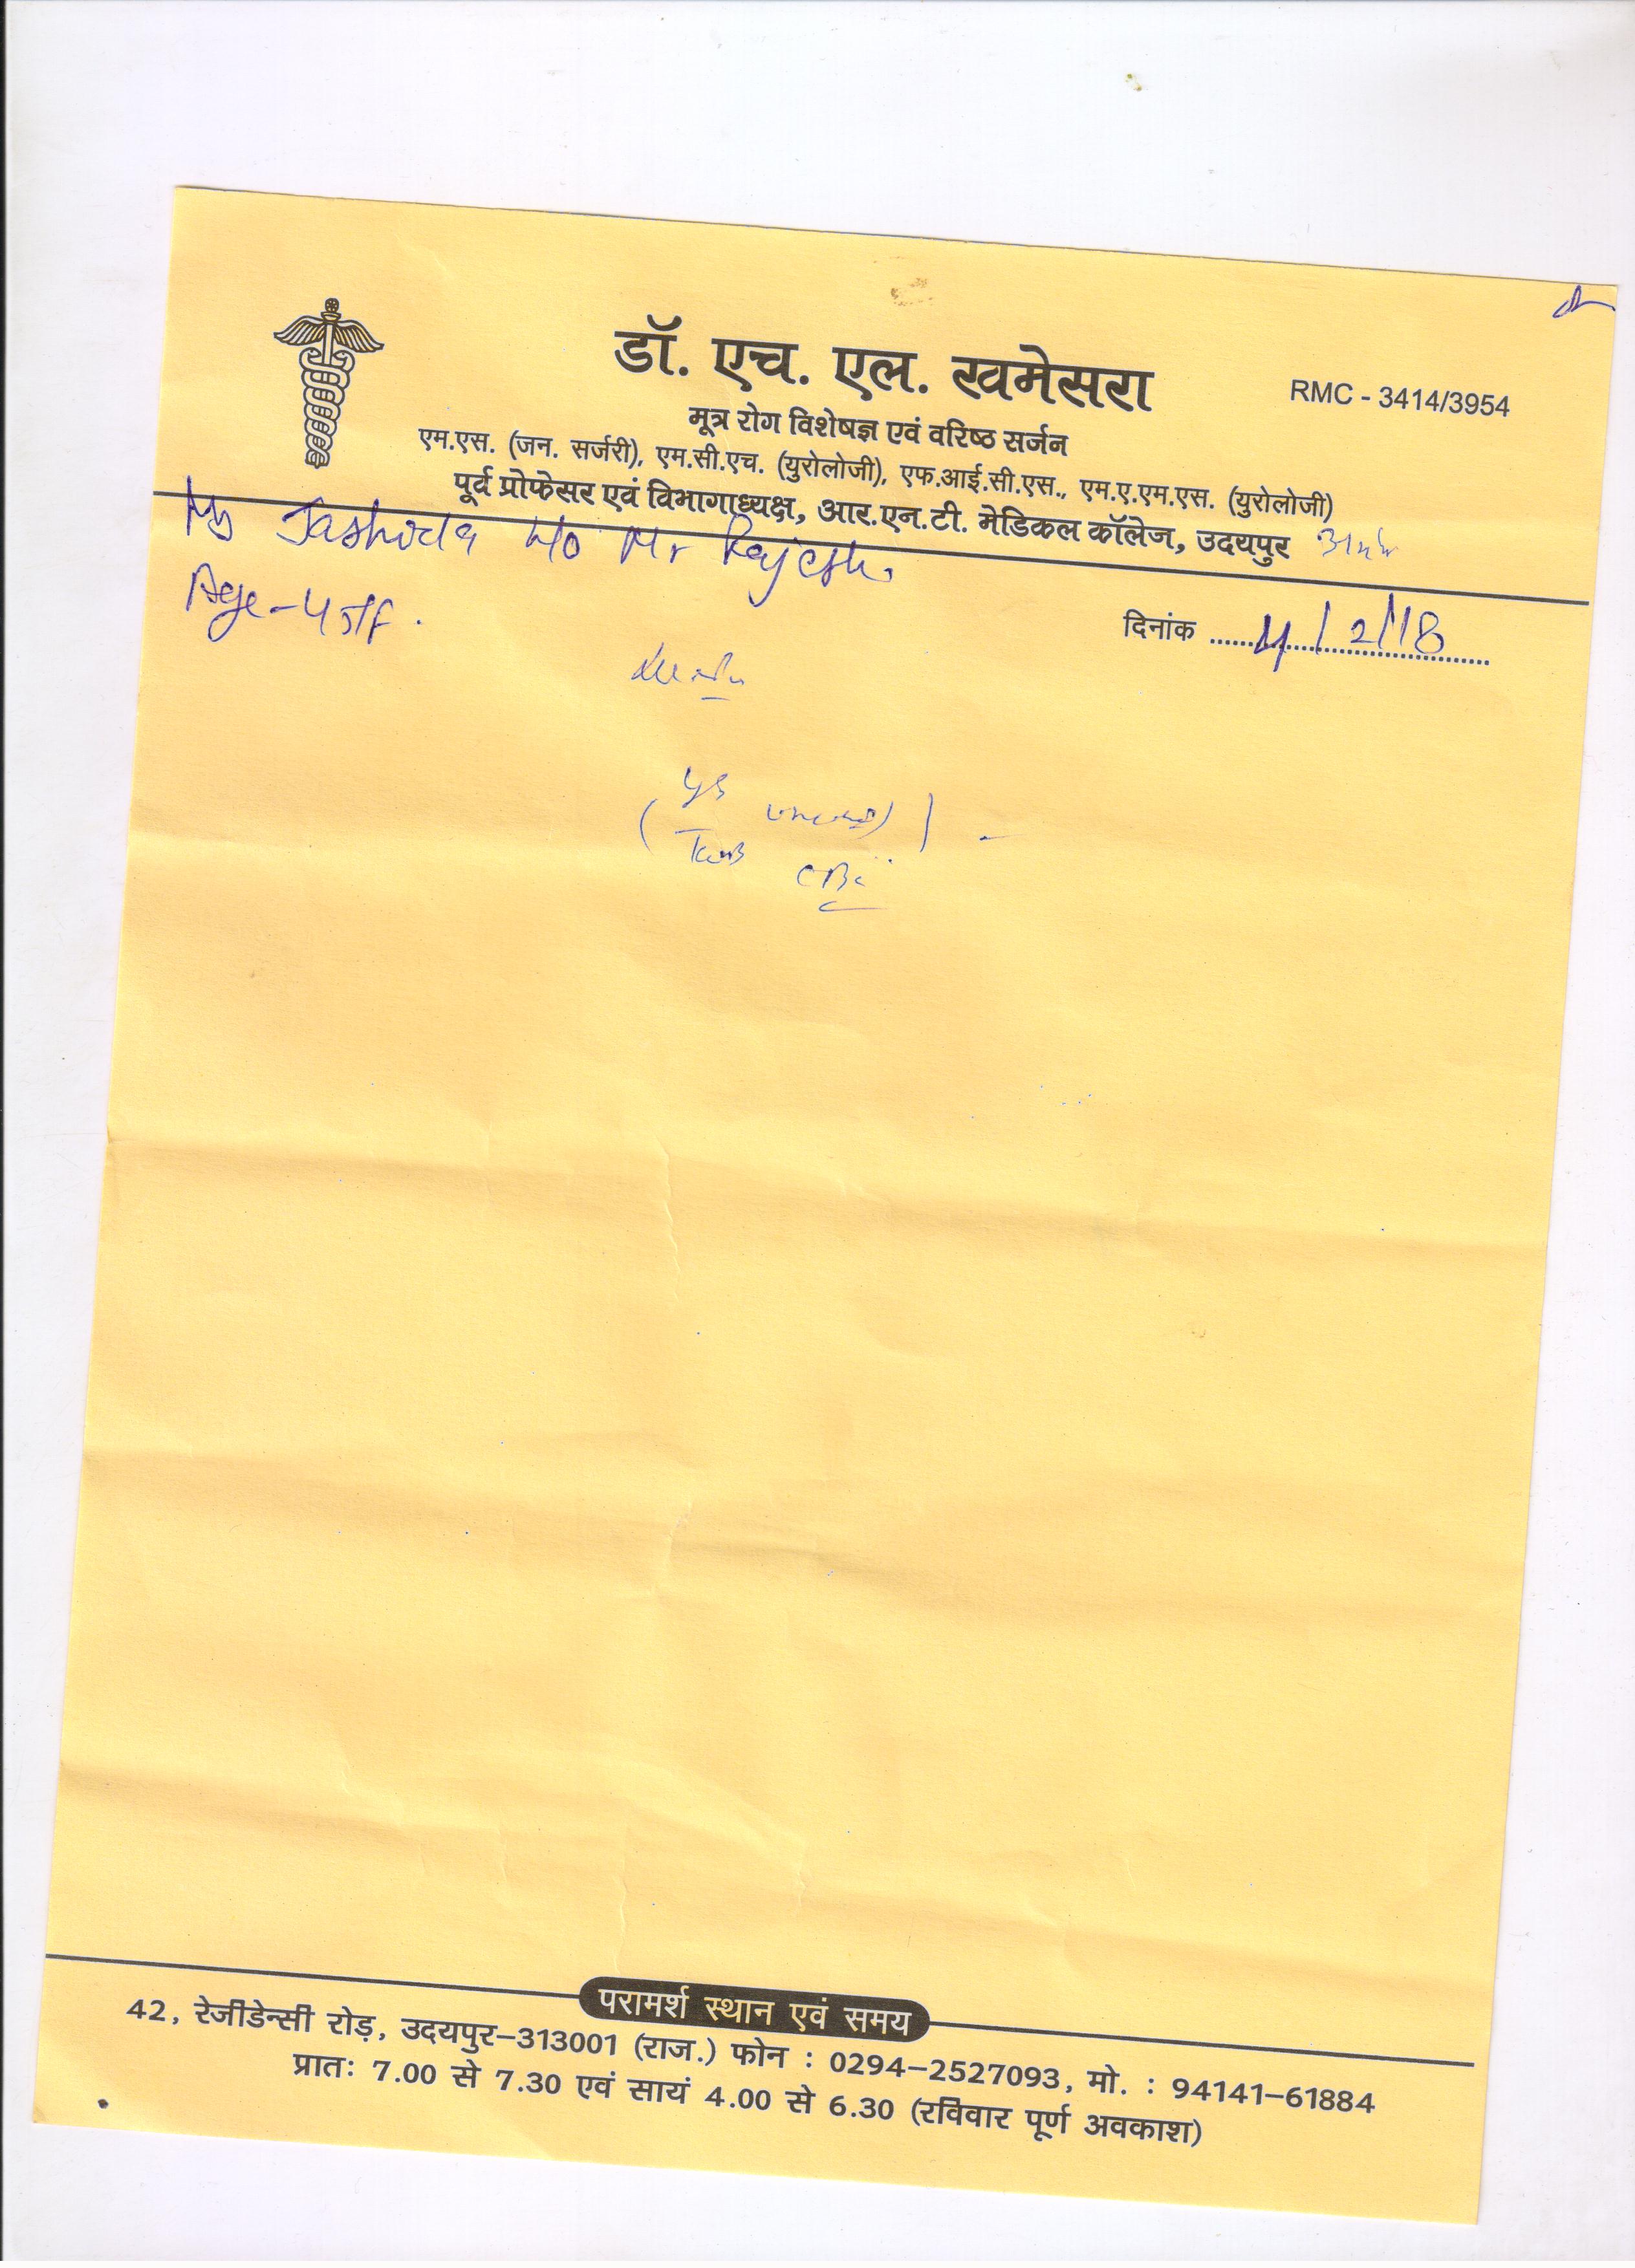 डॉ. एच. एल. खमेसरा
RMC - 3414/3954
मूत्र रोग विशेषज्ञ एवं वरिष्ठ सर्जन
एम.एस. (जन. सर्जरी), एम.सी.एच. (युरोलोजी), एफ.आई.सी.एस., एम.ए.एम.एस. (युरोलोजी)
पूर्व प्रोफेसर एवं विभागाध्यक्ष, आर.एन.टी. मेडिकल कॉलेज, उदयपुर
Jashoda W/o Mr Rajesh
Age - 45/F.
दिनांक 4/2/18
CBC
परामर्श स्थान एवं समय
42, रेजीडेन्सी रोड़, उदयपुर–313001 (राज.) फोन : 0294–2527093, मो. : 94141–61884
प्रातः 7.00 से 7.30 एवं सायं 4.00 से 6.30 (रविवार पूर्ण अवकाश)